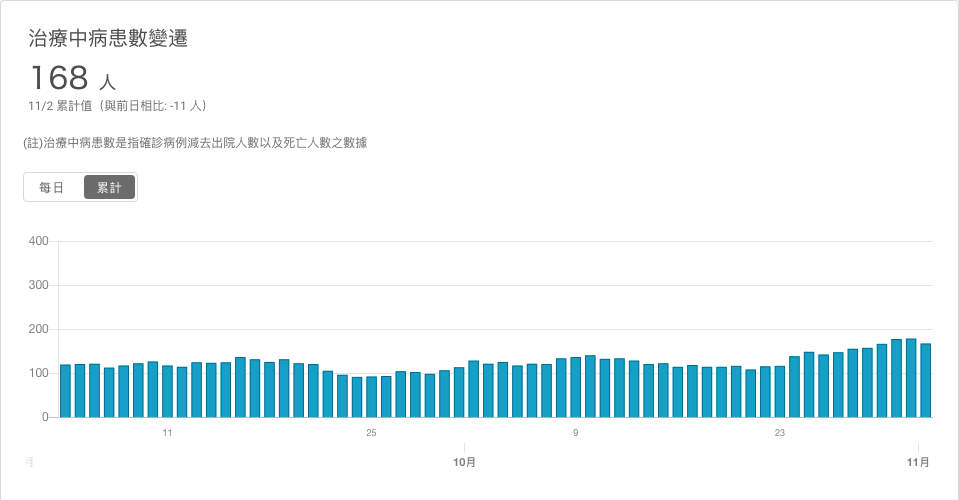 治療中病患數變遷
168 人
11/2 累計值（與前日相比: -11 人）
(註)治療中病患數是指確診病例減去出院人數以及死亡人數之數據
每日 累計
400
300
200
100
0
11 25 9 23
月 10月 11月